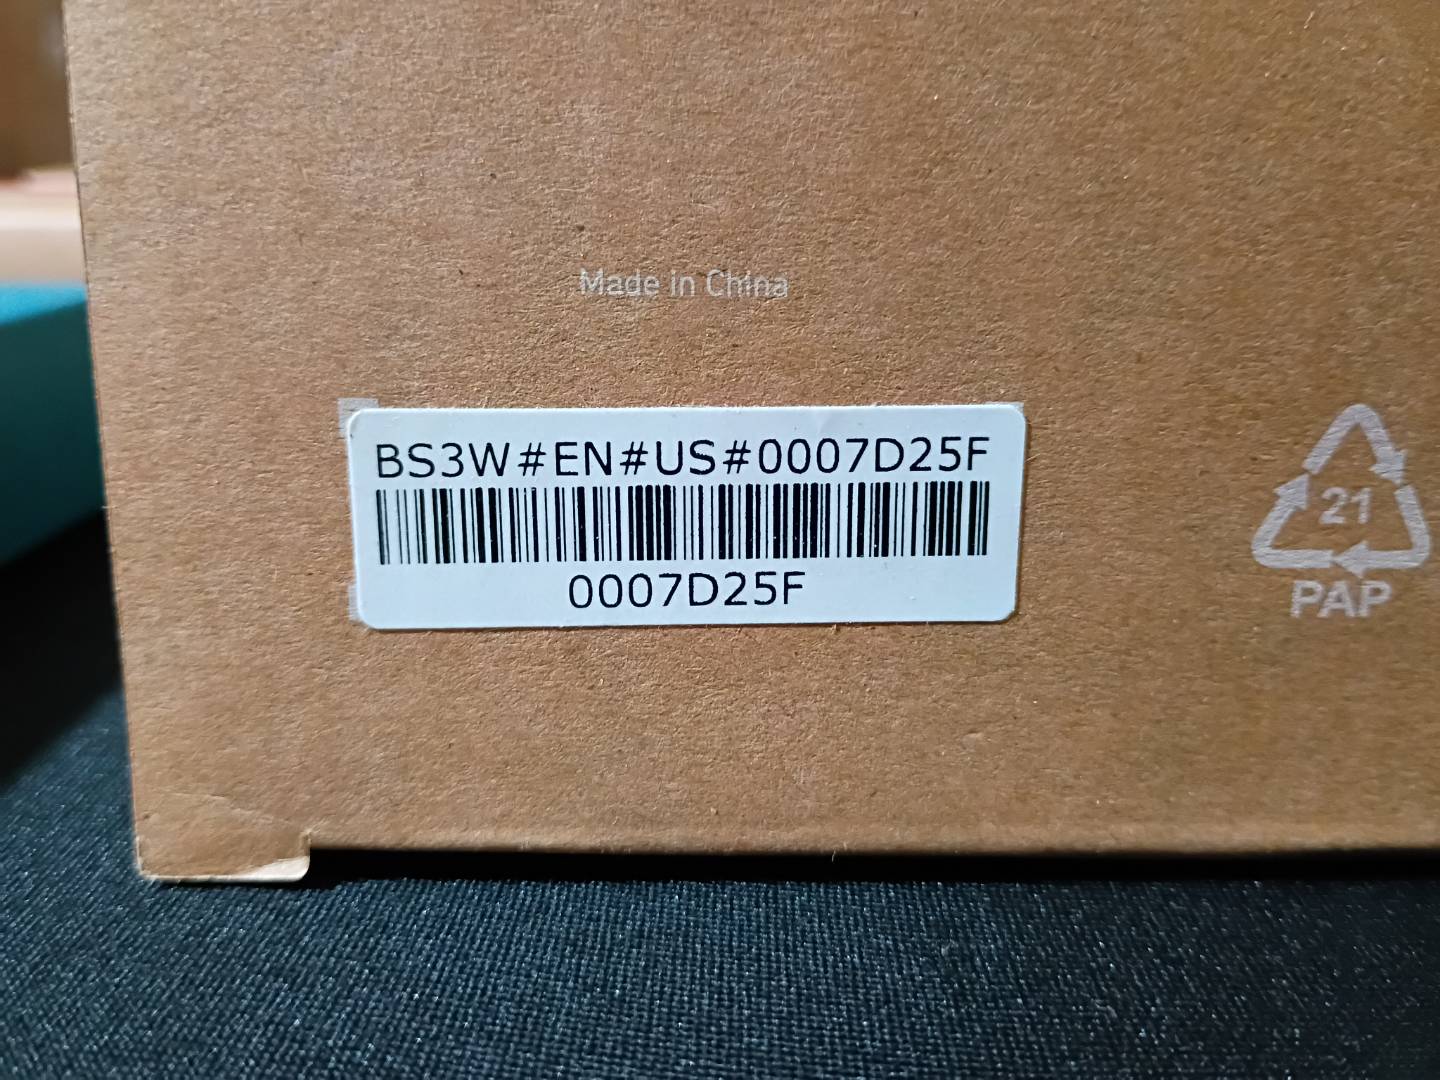 Made in China
BS3W#EN#US#0007D25F
0007D25F
21
PAP